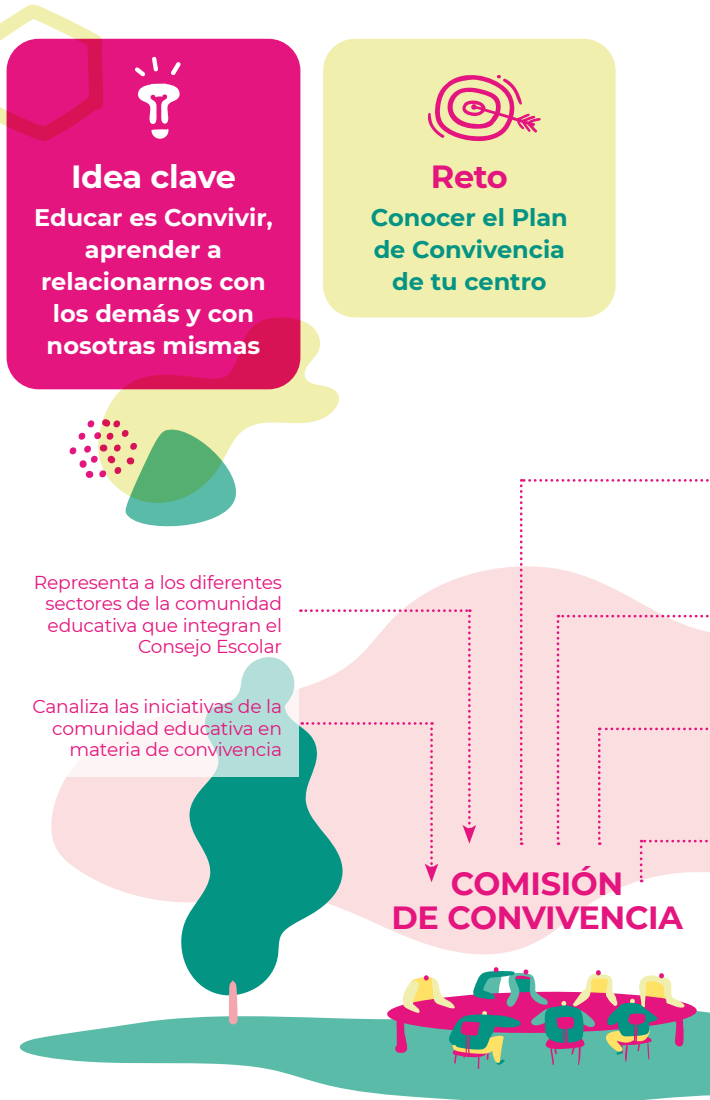 Idea clave
Educar es Convivir,
aprender a
relacionarnos con
los demás y con
nosotras mismas
Reto
Conocer el Plan
de Convivencia
de tu centro
Representa a los diferentes
sectores de la comunidad
educativa que integran el
Consejo Escolar
Canaliza las iniciativas de la
comunidad educativa en
materia de convivencia
COMISIÓN
DE CONVIVENCIA